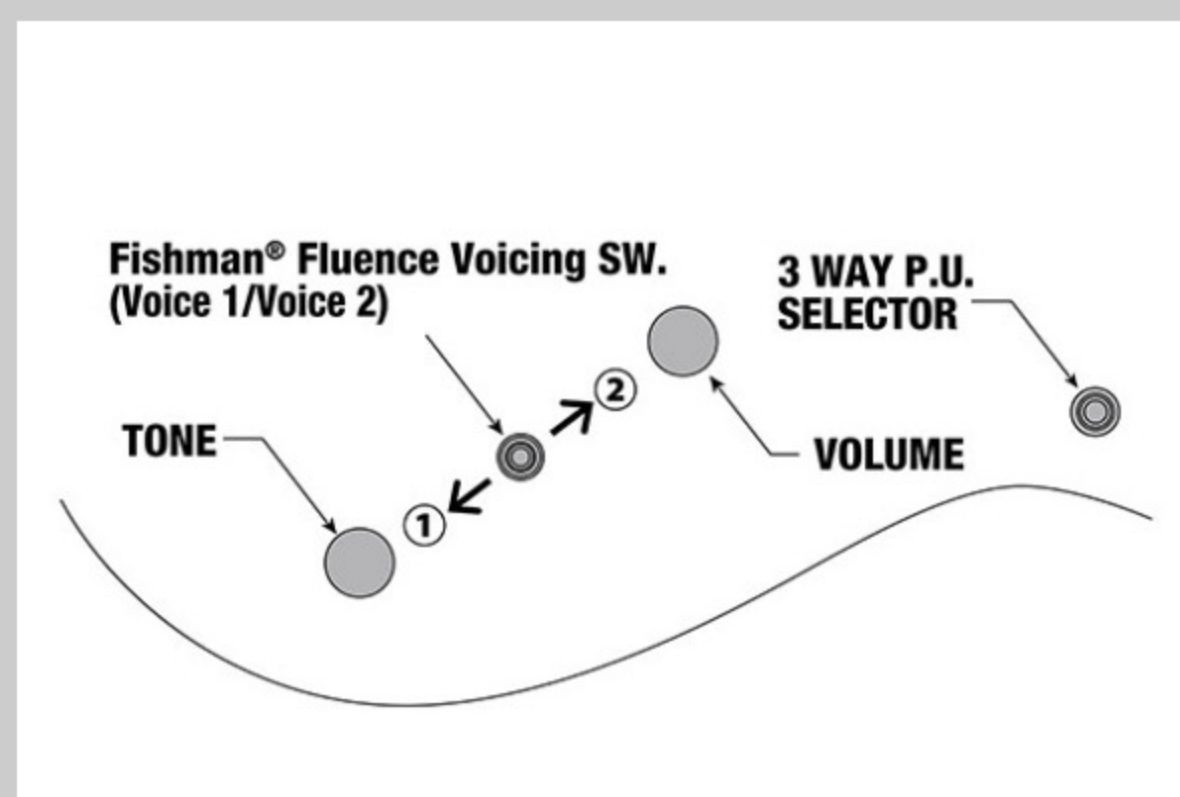 Fishman® Fluence Voicing SW.
(Voice 1/Voice 2)
3 WAY P.U.
SELECTOR
2
TONE
VOLUME
1